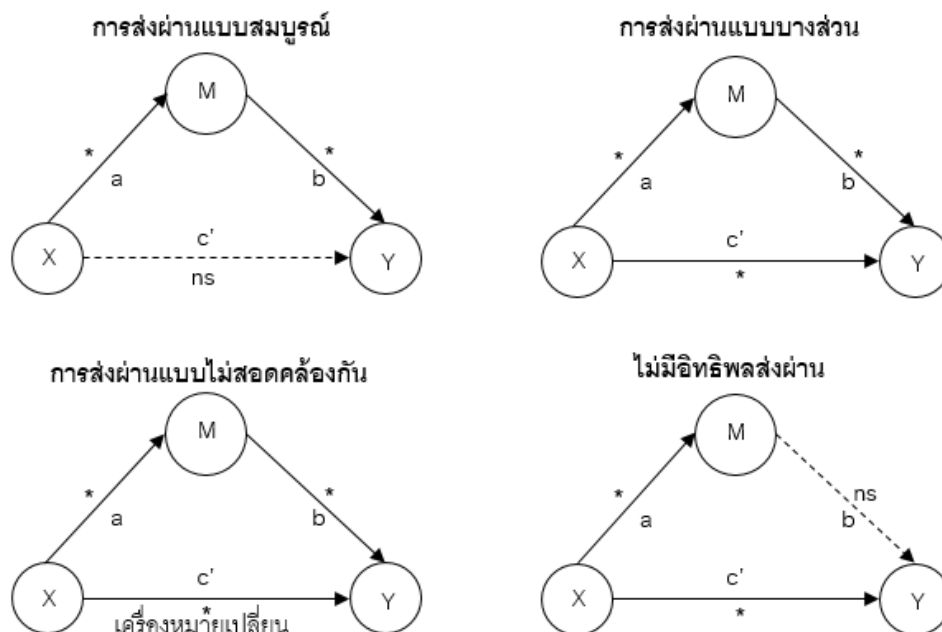 การส่งผ่านแบบสมบูรณ์
M
*
*
a
b
X
c'
Y
ns
การส่งผ่านแบบบางส่วน
M
*
*
a
b
X
c'
Y
*
การส่งผ่านแบบไม่สอดคล้องกัน
M
*
*
a
b
X
c'
Y
*
เครื่องหมายเปลี่ยน
ไม่มีอิทธิพลส่งผ่าน
M
*
ns
a
b
X
c'
Y
*